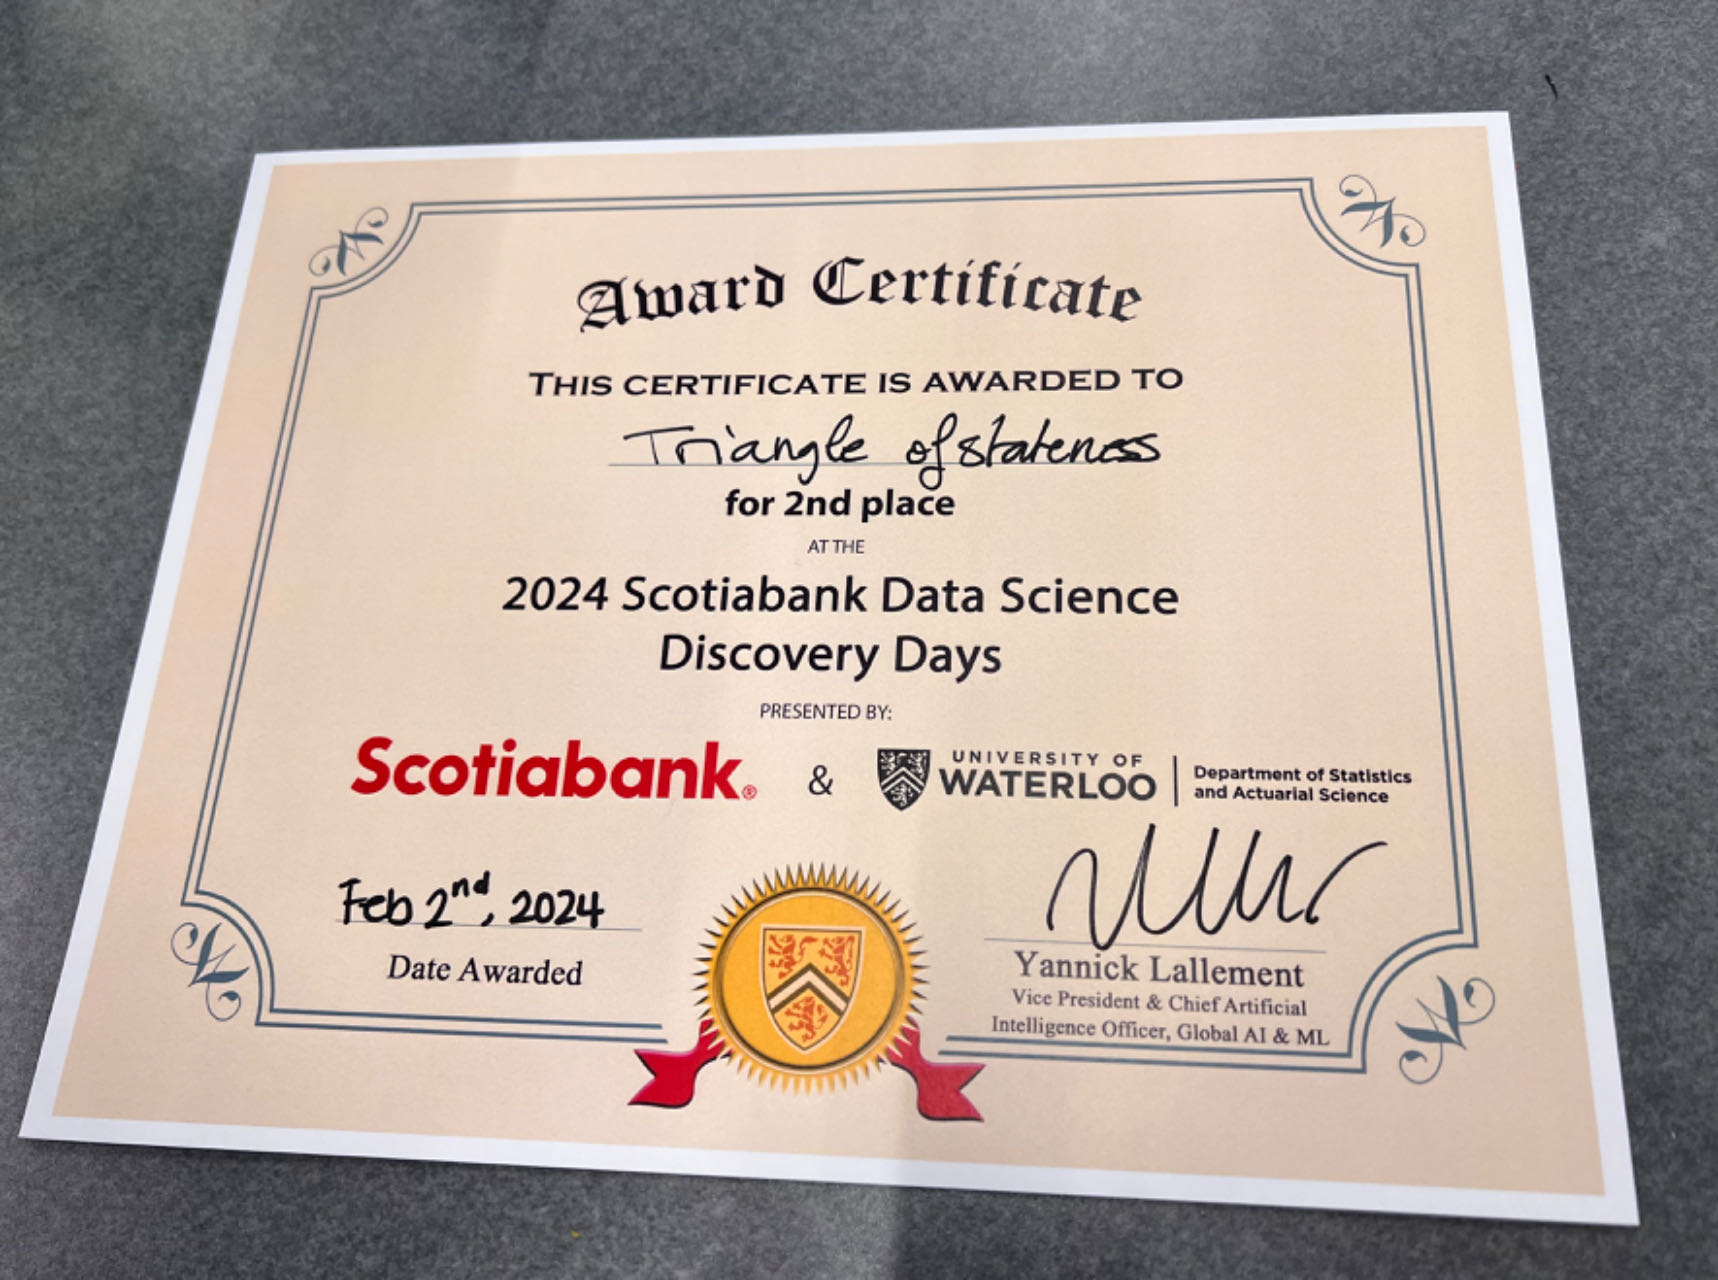 Award Certificate
THIS CERTIFICATE IS AWARDED TO
Triangle of stateness
for 2nd place
AT THE
2024 Scotiabank Data Science
Discovery Days
PRESENTED BY:
Scotiabank® & UNIVERSITY OF WATERLOO | Department of Statistics and Actuarial Science
Feb 2nd, 2024
Date Awarded
Yannick Lallement
Vice President & Chief Artificial
Intelligence Officer, Global AI & ML